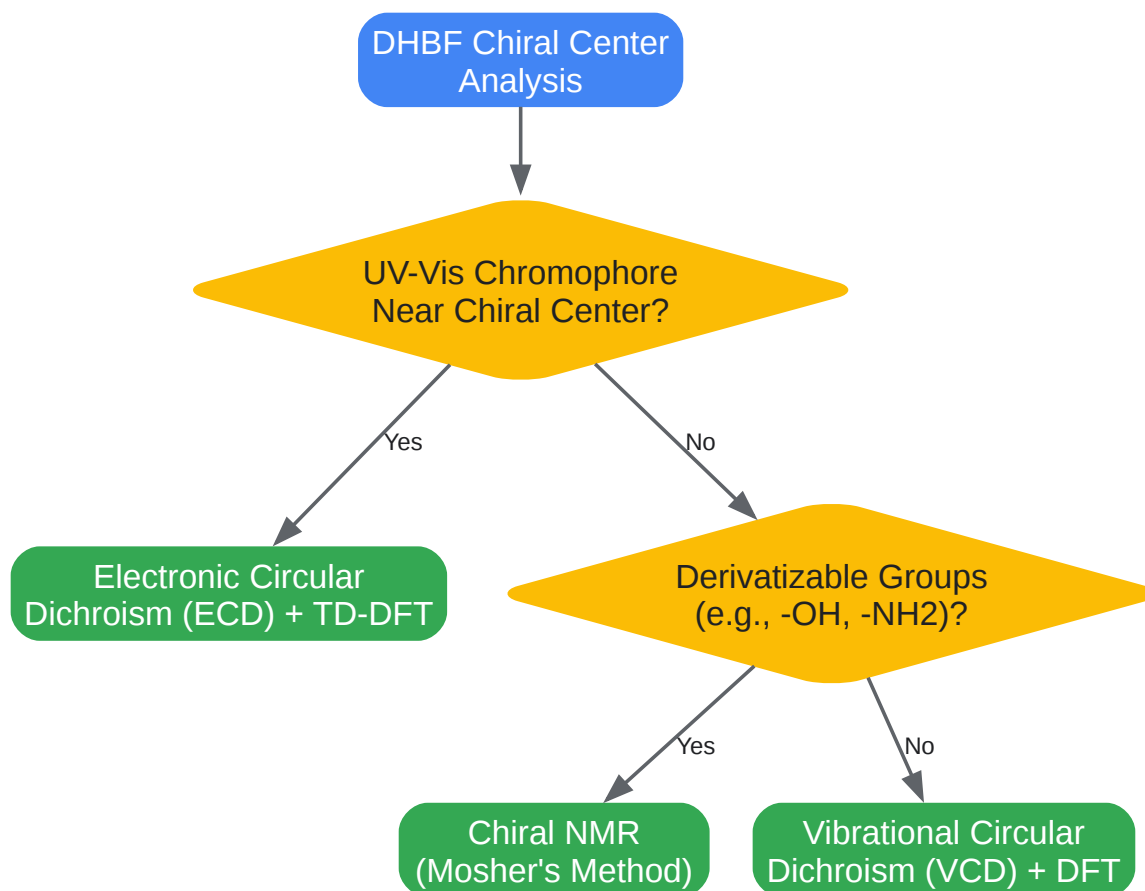 DHBF Chiral Center
Analysis
UV-Vis Chromophore
Near Chiral Center?
Yes
No
Electronic Circular
Dichroism (ECD) + TD-DFT
Derivatizable Groups
(e.g., -OH, -NH2)?
Yes
No
Chiral NMR
(Mosher's Method)
Vibrational Circular
Dichroism (VCD) + DFT